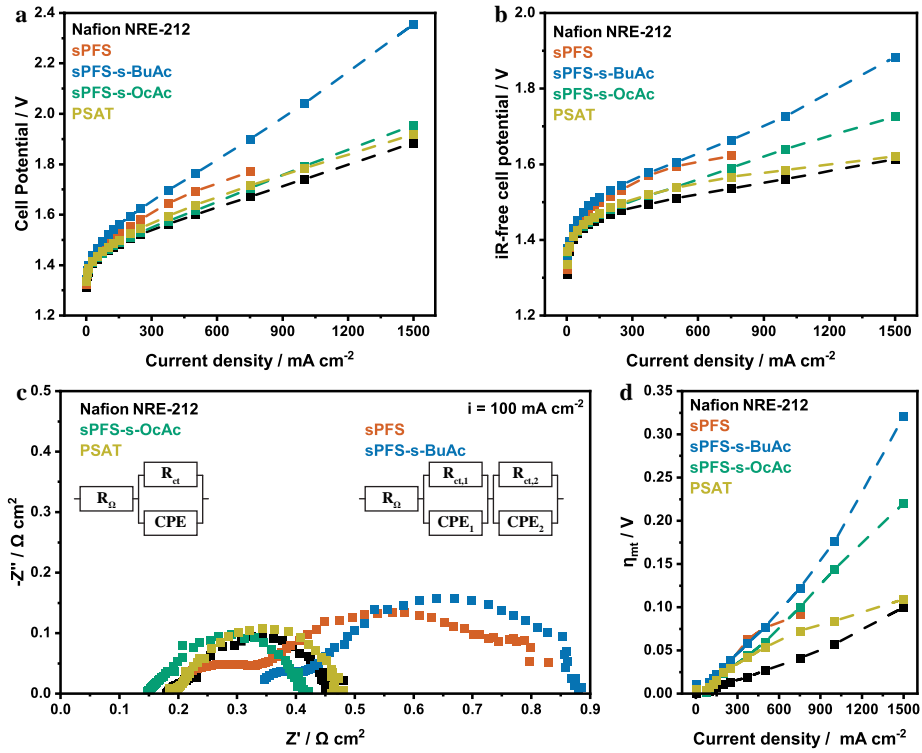 a
Nafion NRE-212
sPFS
sPFS-s-BuAc
sPFS-s-OcAc
PSAT
Cell Potential / V
2.4
2.2
2.0
1.8
1.6
1.4
1.2
0 300 600 900 1200 1500
Current density / mA cm-2
b
Nafion NRE-212
sPFS
sPFS-s-BuAc
sPFS-s-OcAc
PSAT
iR-free cell potential / V
2.0
1.8
1.6
1.4
1.2
0 300 600 900 1200 1500
Current density / mA cm-2
c
Nafion NRE-212
sPFS-s-OcAc
PSAT
i = 100 mA cm-2
sPFS
sPFS-s-BuAc
RΩ
Rct
CPE
RΩ
Rct,1
CPE1
Rct,2
CPE2
-Z" / Ω cm2
-0.5
0.4
0.3
0.2
0.1
0.0
0.0 0.1 0.2 0.3 0.4 0.5 0.6 0.7 0.8 0.9
Z' / Ω cm2
d
Nafion NRE-212
sPFS
sPFS-s-BuAc
sPFS-s-OcAc
PSAT
ηmt / V
0.35
0.30
0.25
0.20
0.15
0.10
0.05
0.00
0 300 600 900 1200 1500
Current density / mA cm-2